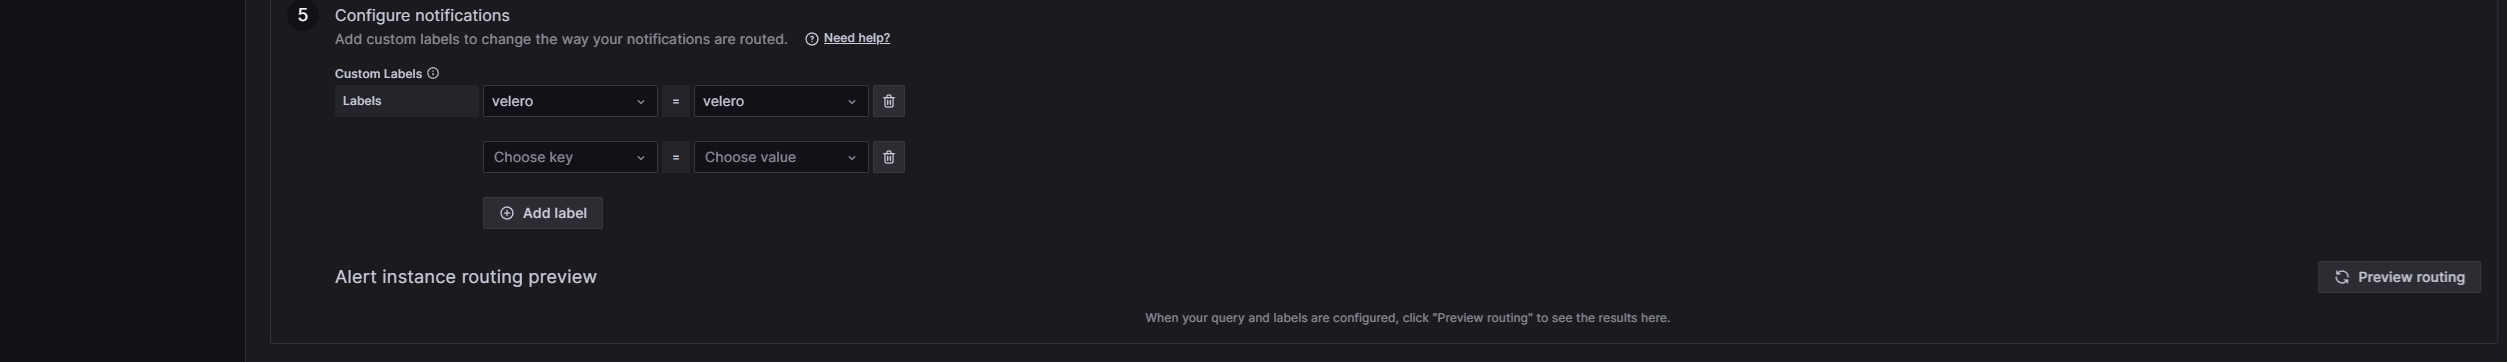 5 Configure notifications
Add custom labels to change the way your notifications are routed. Need help?
Custom Labels
Labels velero = velero
Choose key = Choose value
Add label
Alert instance routing preview Preview routing
When your query and labels are configured, click "Preview routing" to see the results here.